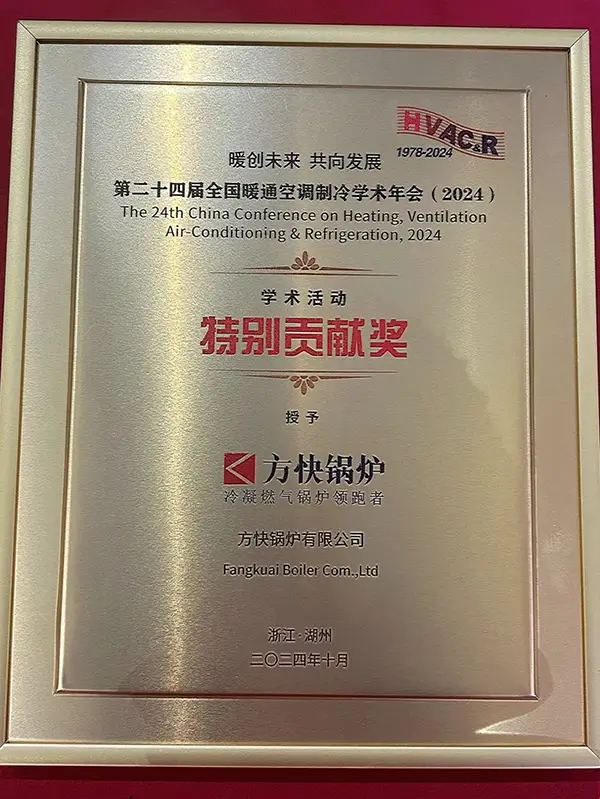 HVAC&R
1978-2024
暖创未来 共向发展
第二十四届全国暖通空调制冷学术年会（2024）
The 24th China Conference on Heating, Ventilation
Air-Conditioning & Refrigeration, 2024
学术活动
特别贡献奖
授予
方快锅炉
冷凝燃气锅炉领跑者
方快锅炉有限公司
Fangkuai Boiler Com.,Ltd
浙江·湖州
二〇二四年十月